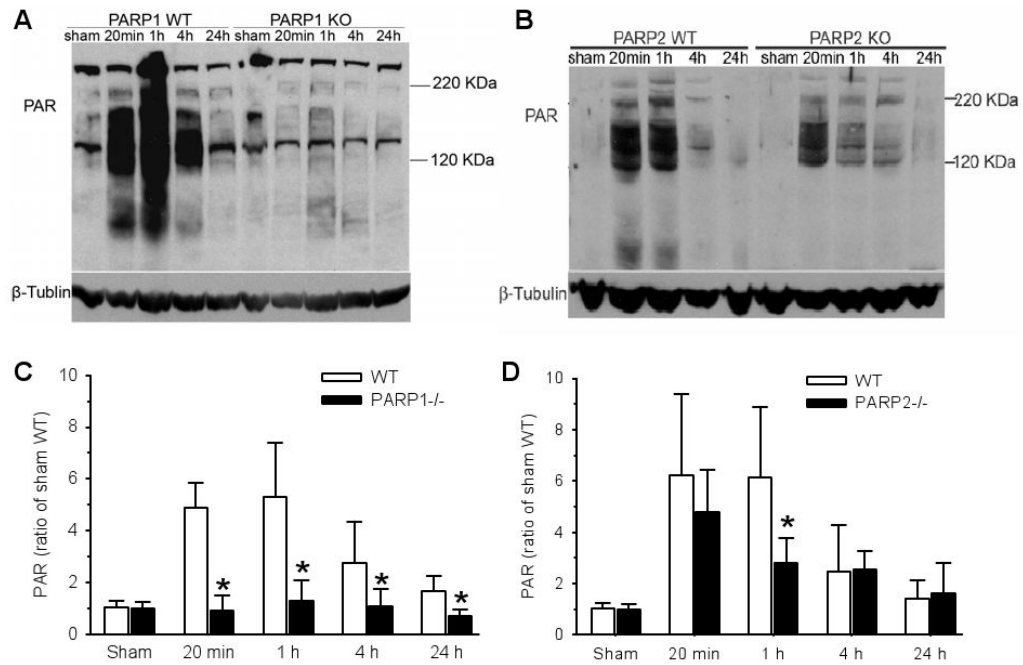 A
PARP1 WT PARP1 KO
sham 20min 1h 4h 24h sham 20min 1h 4h 24h
PAR
220 KDa
120 KDa
β-Tublin
B
PARP2 WT PARP2 KO
sham 20min 1h 4h 24h sham 20min 1h 4h 24h
PAR
220 KDa
120 KDa
β-Tubulin
C
WT
PARP1-/-
PAR (ratio of sham WT)
10
8
6
4
2
0
* * * *
Sham 20 min 1 h 4 h 24 h
D
WT
PARP2-/-
PAR (ratio of sham WT)
10
8
6
4
2
0
*
Sham 20 min 1 h 4 h 24 h